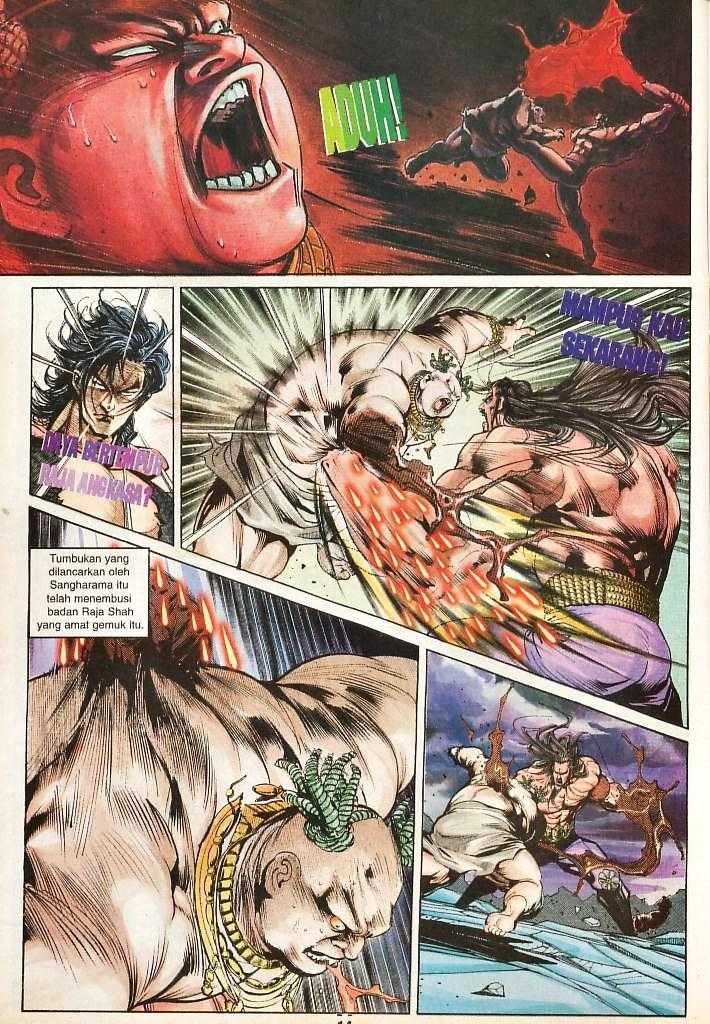 ADUH!
MAMPUS KAU
SEKARANG!
DAYA BERTEMPUR
RAJA ANGKASA?
Tumbukan yang
dilancarkan oleh
Sangharama itu
telah menembusi
badan Raja Shah
yang amat gemuk itu.